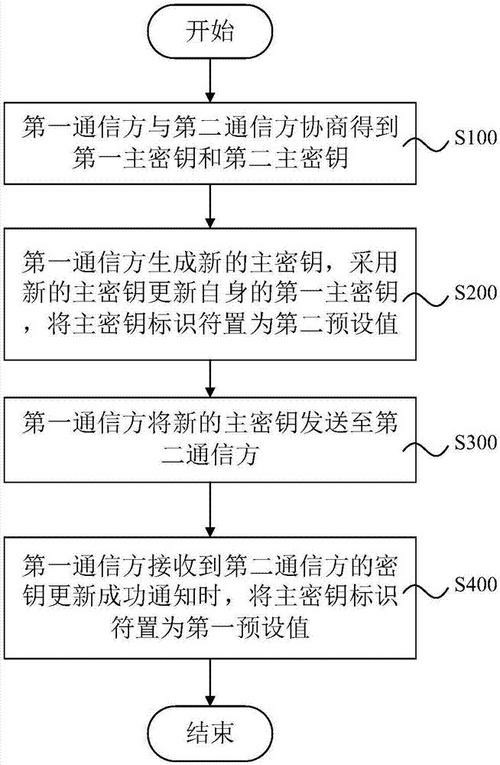 开始
第一通信方与第二通信方协商得到
第一主密钥和第二主密钥
S100
第一通信方生成新的主密钥，采用
新的主密钥更新自身的第一主密钥
，将主密钥标识符置为第二预设值
S200
第一通信方将新的主密钥发送至第
二通信方
S300
第一通信方接收到第二通信方的密
钥更新成功通知时，将主密钥标识
符置为第一预设值
S400
结束